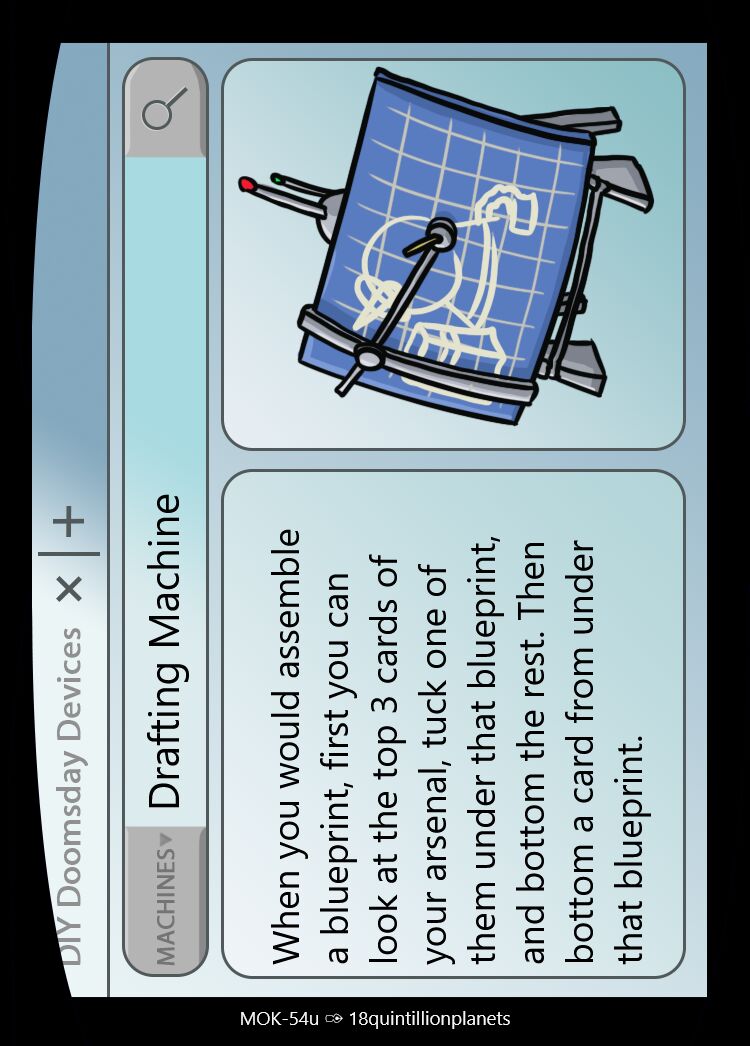 DIY Doomsday Devices × | +
MACHINES▾ Drafting Machine
When you would assemble
a blueprint, first you can
look at the top 3 cards of
your arsenal, tuck one of
them under that blueprint,
and bottom the rest. Then
bottom a card from under
that blueprint.
MOK-54u ✑ 18quintillionplanets